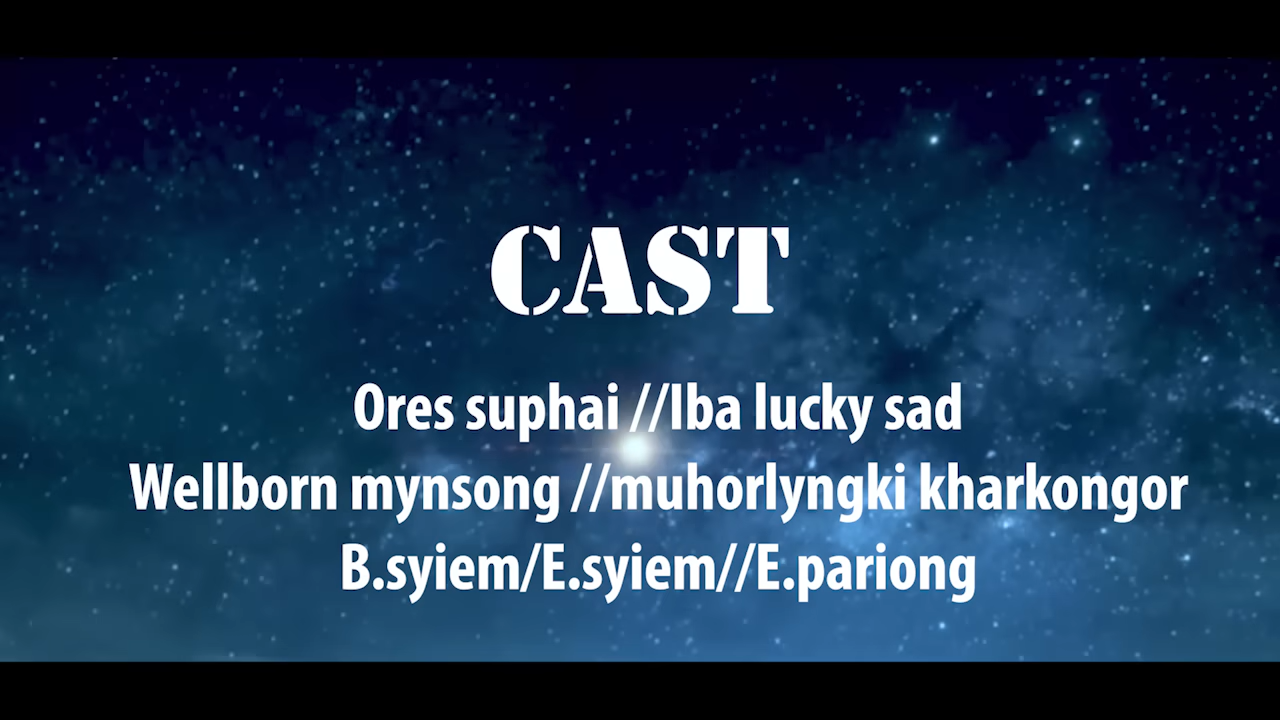 CAST
Ores suphai //Iba lucky sad
Wellborn mynsong //muhorlyngki kharkongor
B.syiem/E.syiem//E.pariong